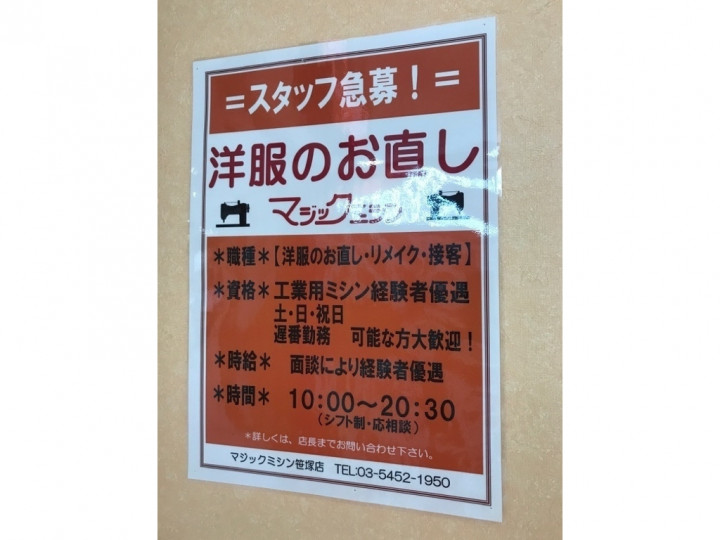 ＝スタッフ急募！＝
洋服のお直し
マジックミシン
＊職種＊【洋服のお直し・リメイク・接客】
＊資格＊工業用ミシン経験者優遇
土・日・祝日
遅番勤務　可能な方大歓迎！
＊時給＊　面談により経験者優遇
＊時間＊　10：00～20：30
（シフト制・応相談）
＊詳しくは、店長までお問い合わせ下さい。
マジックミシン笹塚店　TEL:03-5452-1950